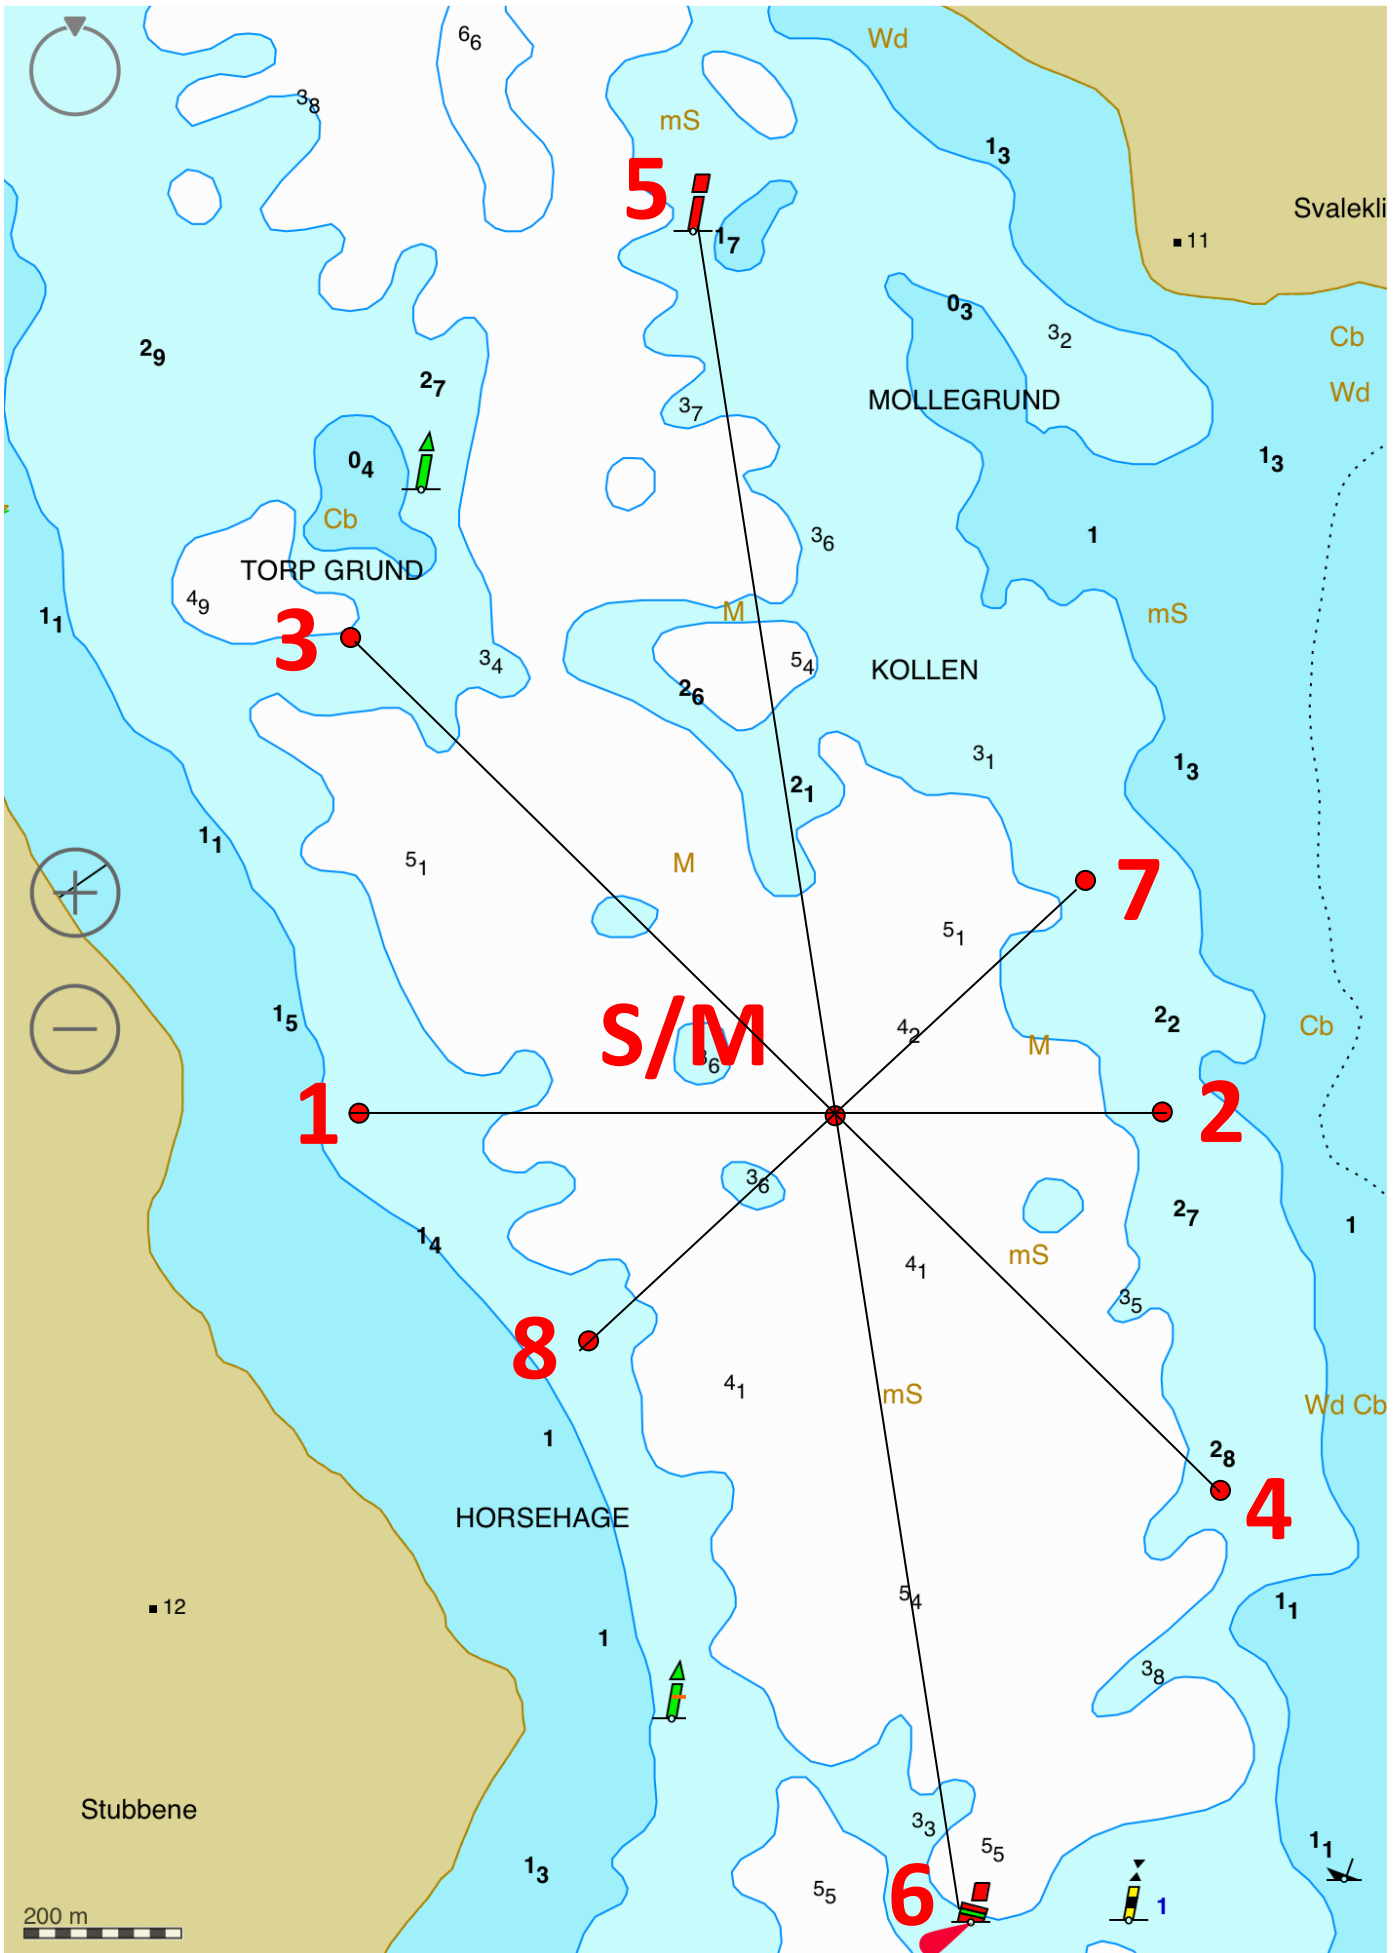 6₆
Wd
3₈
mS
1₃
5
Svalekli
1₇
11
0₃
2₉
3₂
Cb
2₇
Wd
MOLLEGRUND
3₇
0₄
1₃
Cb
3₆
1
TORP GRUND
4₉
M
mS
1₁
3
3₄
5₄
KOLLEN
2₆
3₁
1₃
2₁
1₁
5₁
M
7
5₁
1₅
S/M
4₂
2₂
Cb
M
3₆
1
2
3₆
2₇
1
1₄
mS
4₁
3₅
8
4₁
mS
Wd Cb
1
2₈
HORSEHAGE
4
5₄
12
1₁
1
3₈
Stubbene
3₃
1₁
5₅
1₃
5₅
6
1
200 m